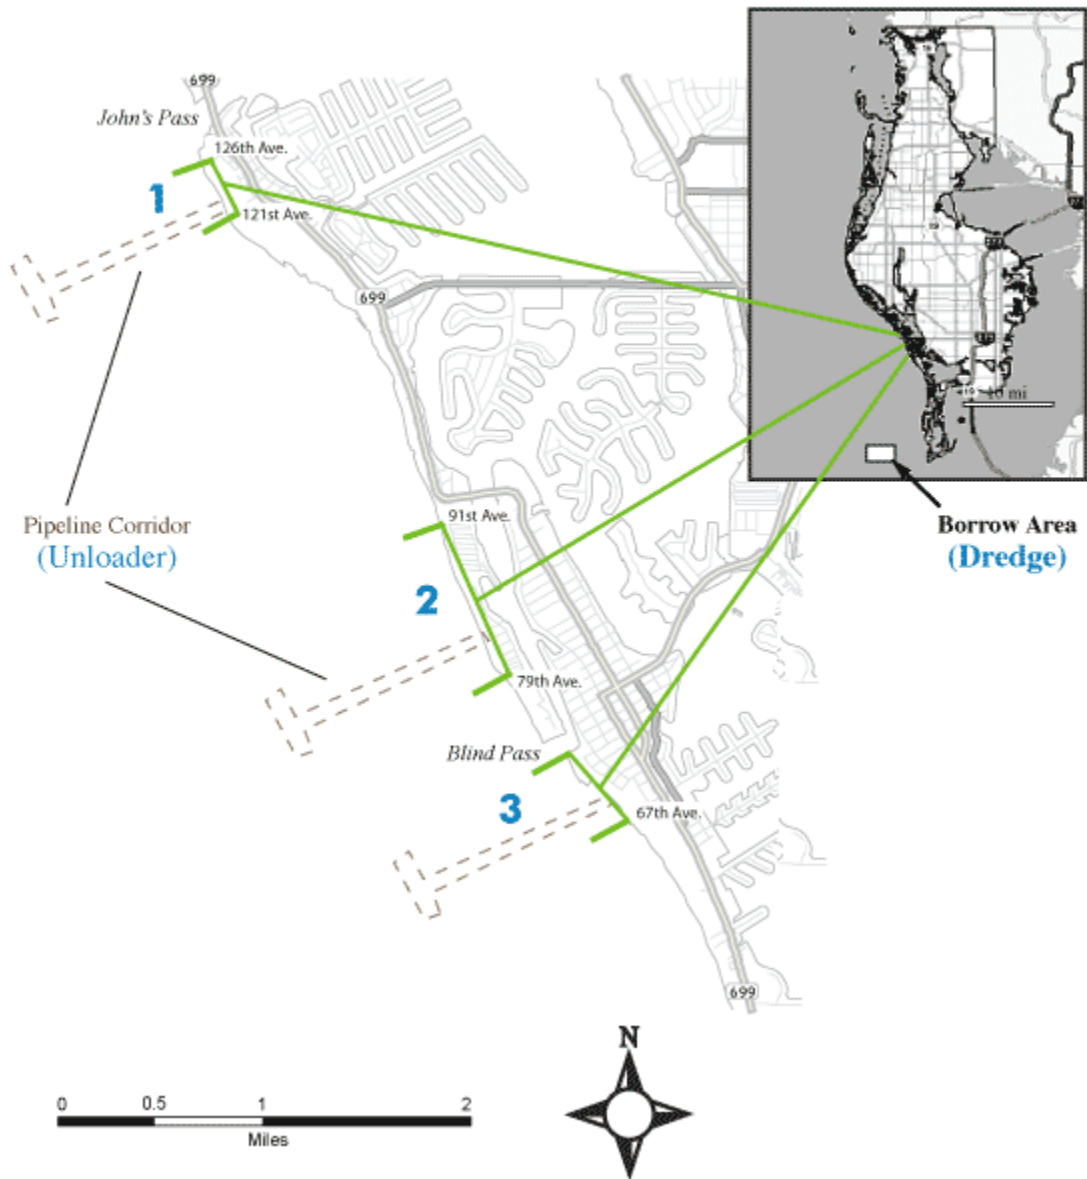 699
John's Pass
126th Ave.
1
121st Ave.
699
19
10 mi
Pipeline Corridor
(Unloader)
91st Ave.
Borrow Area
(Dredge)
2
79th Ave.
Blind Pass
3
67th Ave.
699
N
0 0.5 1 2
Miles